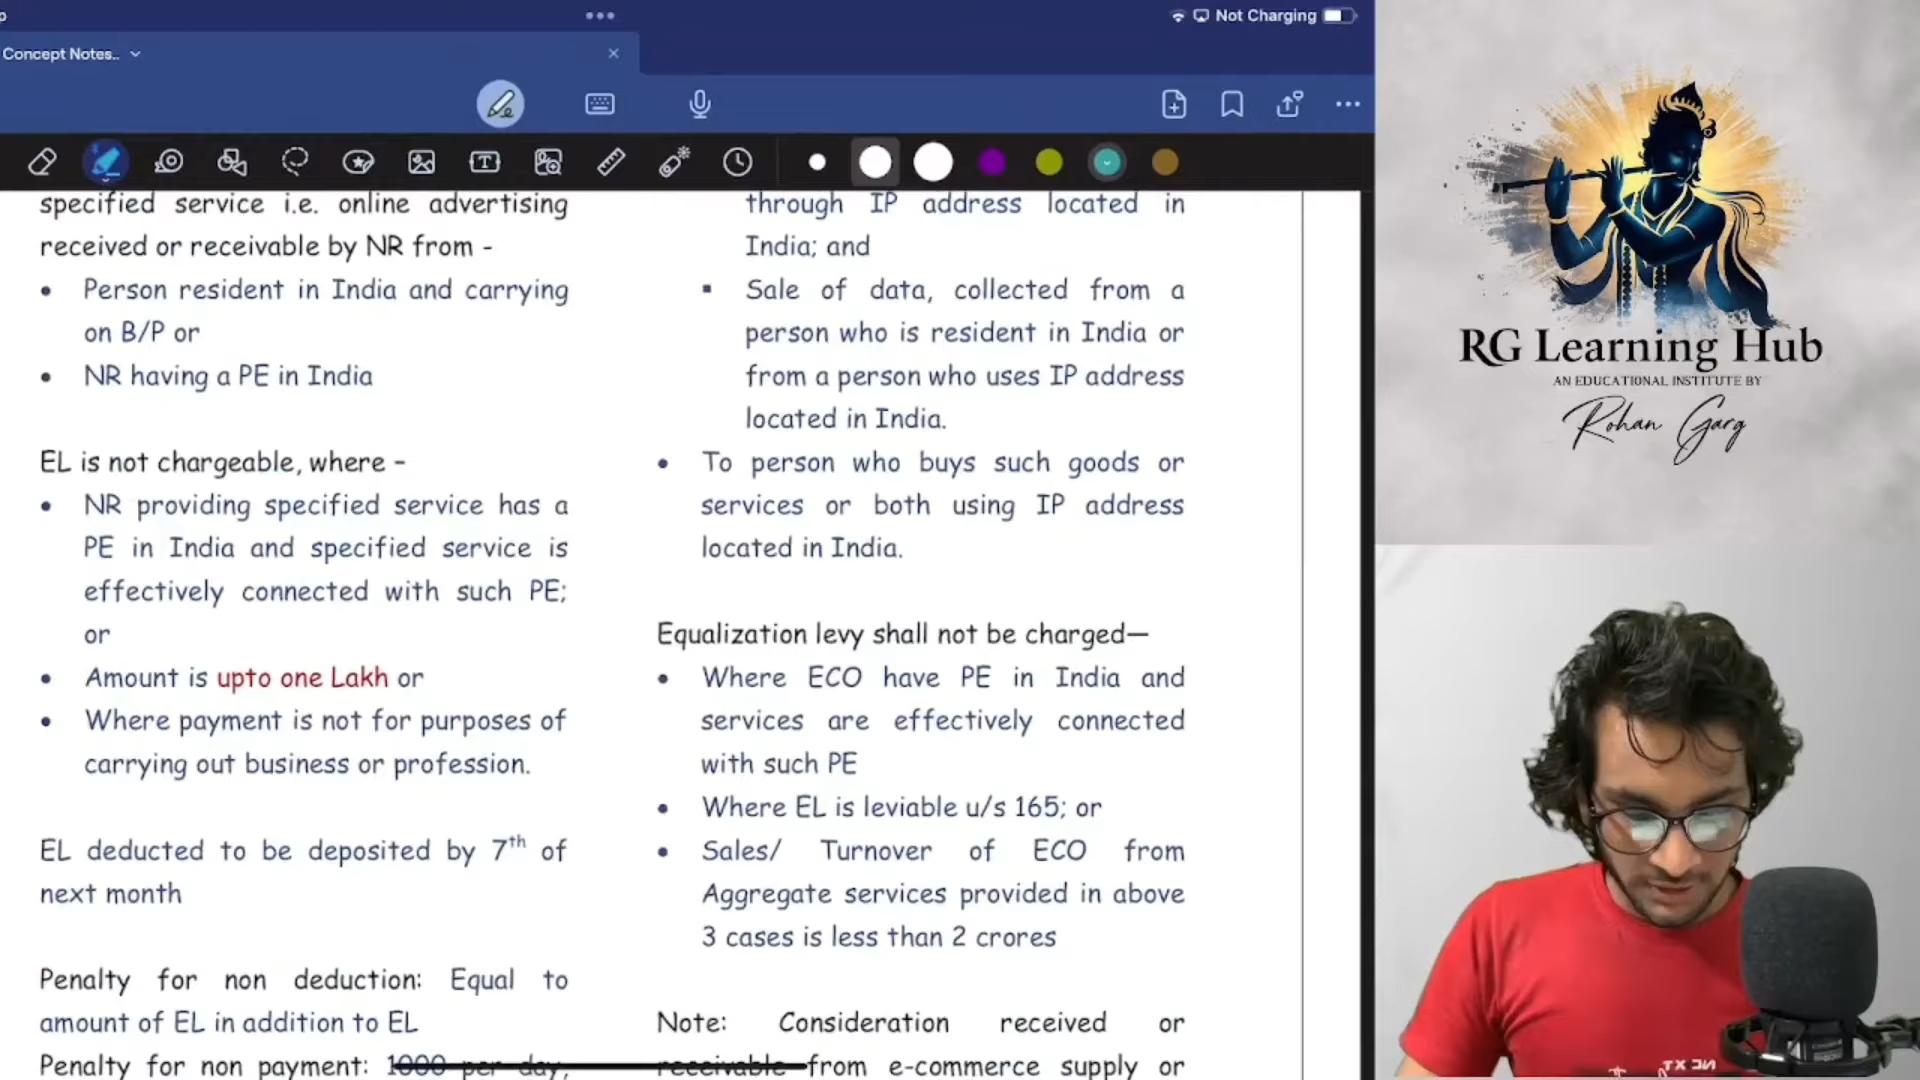 Not Charging
Concept Notes..
specified service i.e. online advertising
received or receivable by NR from -
• Person resident in India and carrying
on B/P or
• NR having a PE in India
EL is not chargeable, where –
• NR providing specified service has a
PE in India and specified service is
effectively connected with such PE;
or
• Amount is upto one Lakh or
• Where payment is not for purposes of
carrying out business or profession.
EL deducted to be deposited by 7th of
next month
Penalty for non deduction: Equal to
amount of EL in addition to EL
Penalty for non payment: 1000 per day,
through IP address located in
India; and
▪ Sale of data, collected from a
person who is resident in India or
from a person who uses IP address
located in India.
• To person who buys such goods or
services or both using IP address
located in India.
Equalization levy shall not be charged—
• Where ECO have PE in India and
services are effectively connected
with such PE
• Where EL is leviable u/s 165; or
• Sales/ Turnover of ECO from
Aggregate services provided in above
3 cases is less than 2 crores
Note: Consideration received or
receivable from e-commerce supply or
RG Learning Hub
AN EDUCATIONAL INSTITUTE BY
Rohan Garg